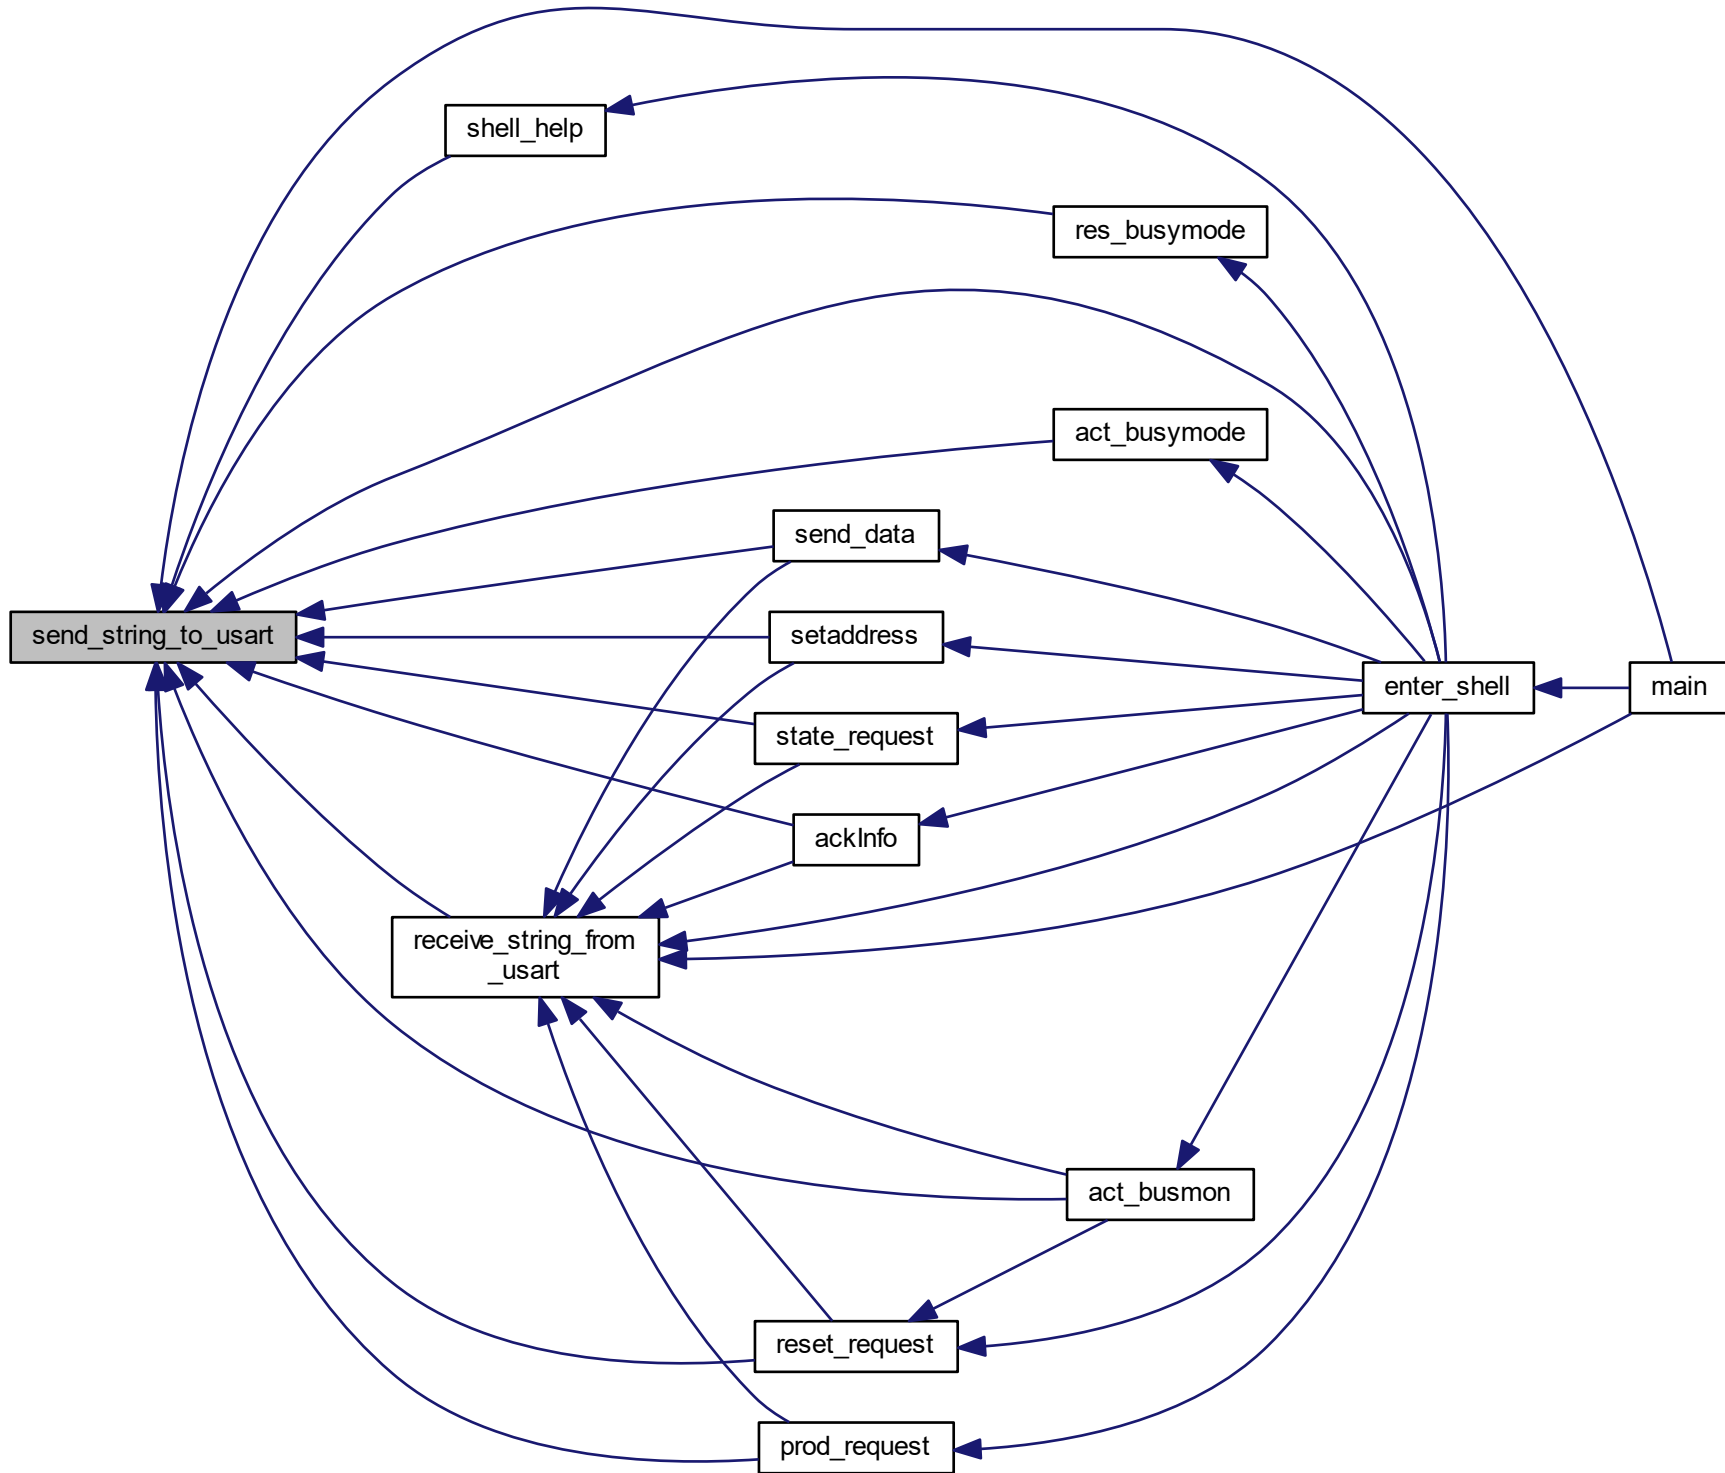 shell_help
res_busymode
act_busymode
send_data
send_string_to_usart
setaddress
enter_shell
main
state_request
ackInfo
receive_string_from
_usart
act_busmon
reset_request
prod_request